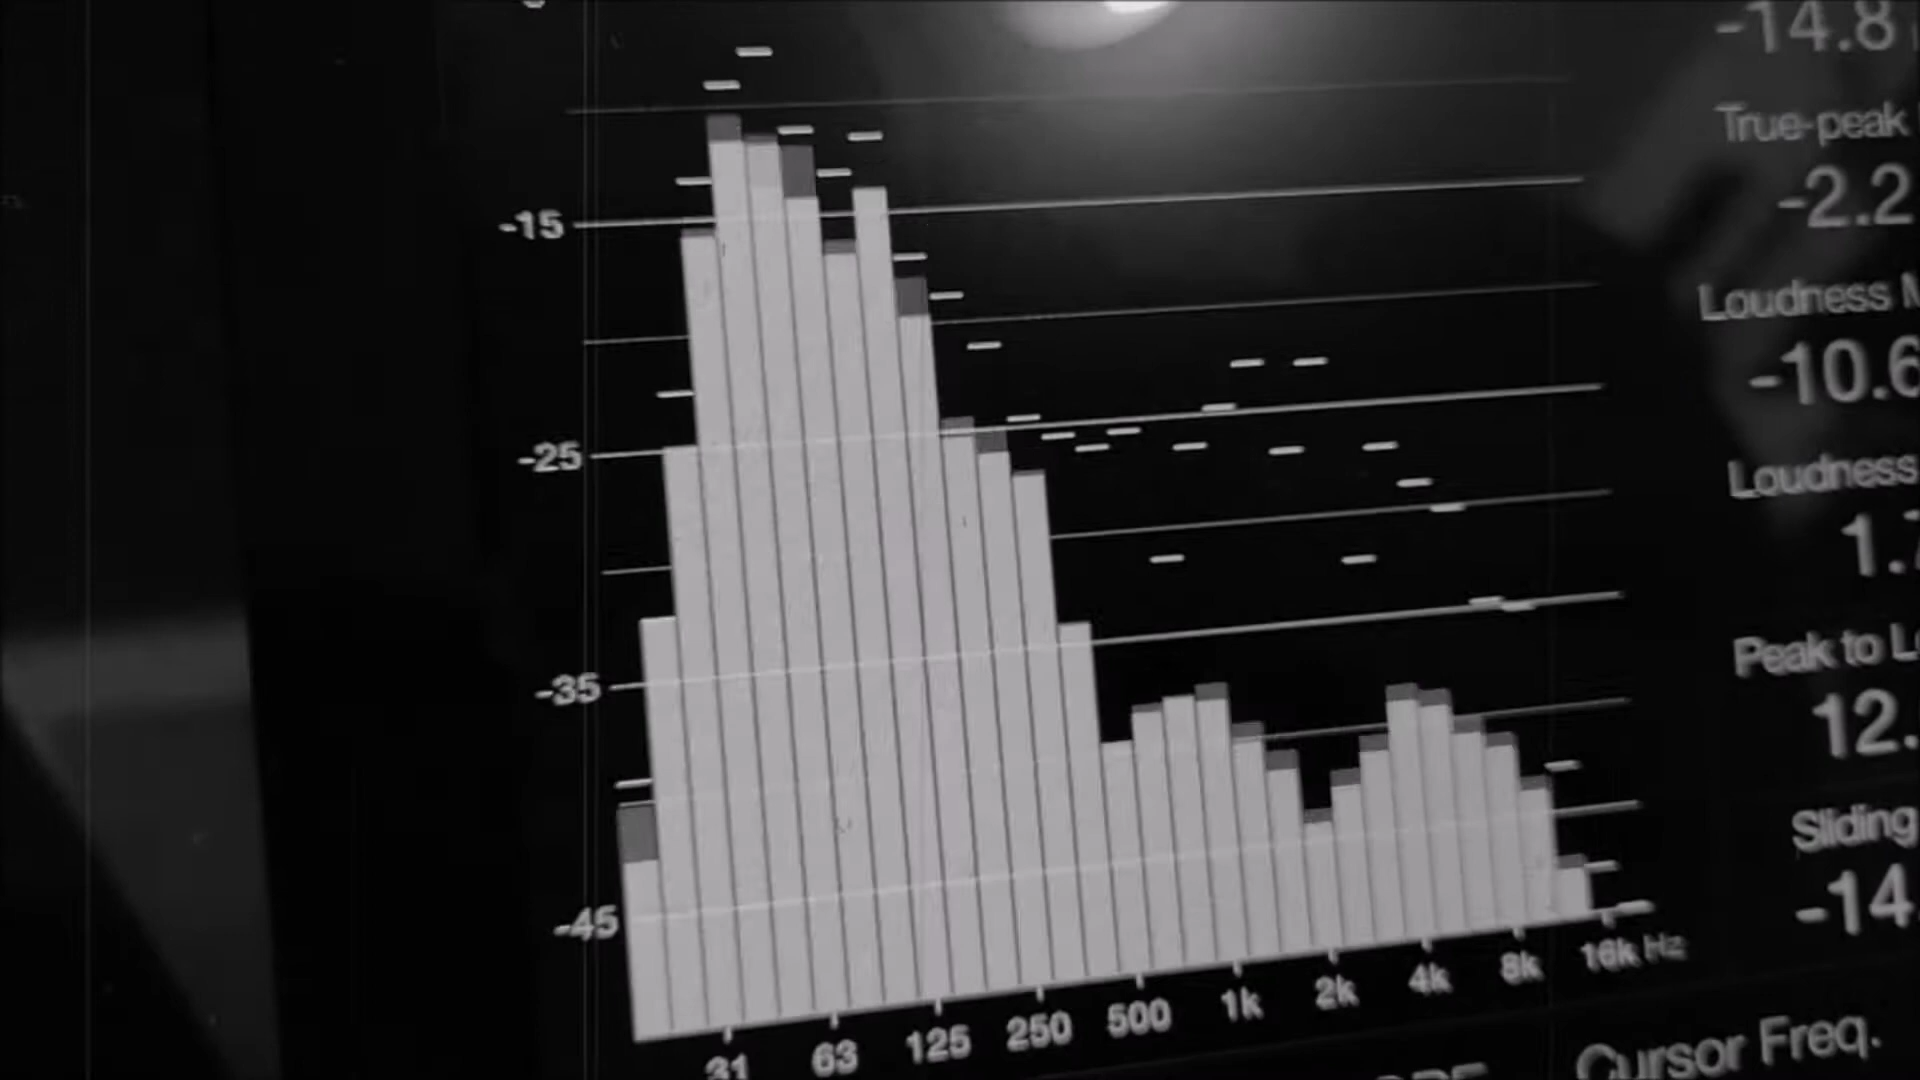 -14.8
True-peak
-2.2
-15
Loudness M
-10.6
-25
Loudness
1.7
-35
Peak to L
12.
Sliding
-14
-45
31 63 125 250 500 1k 2k 4k 8k 16k Hz
Cursor Freq.